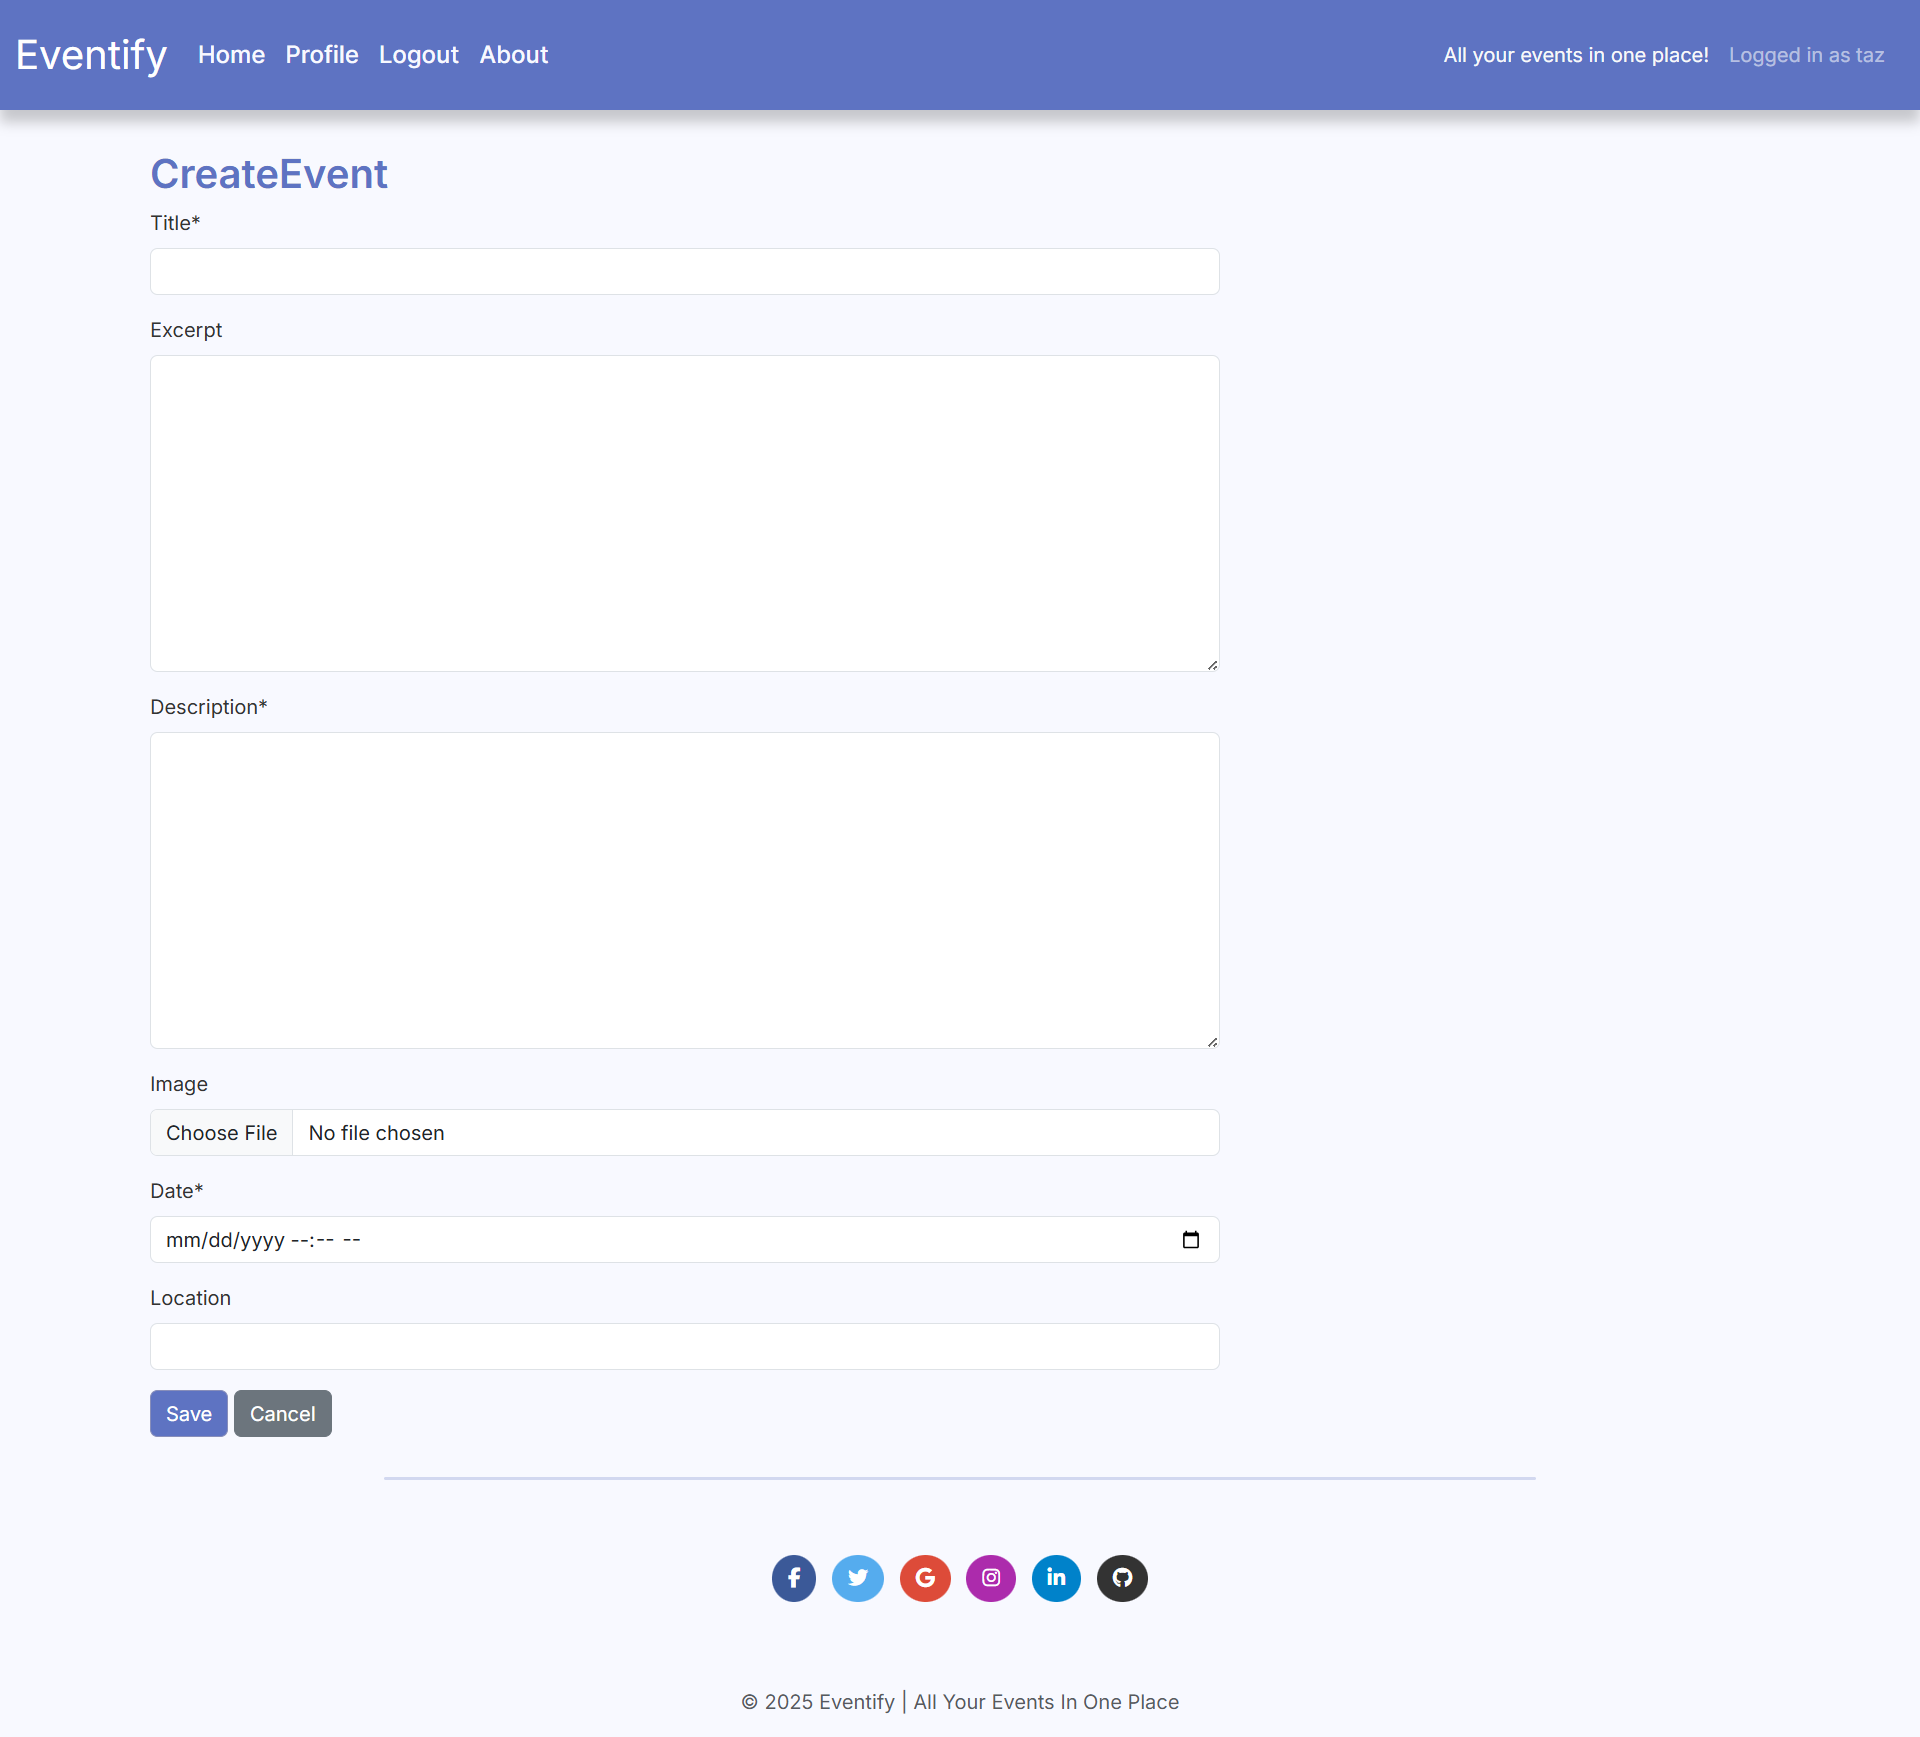 Eventify Home Profile Logout About All your events in one place! Logged in as taz
CreateEvent
Title*
Excerpt
Description*
Image
Choose File No file chosen
Date*
mm/dd/yyyy --:-- --
Location
Save Cancel
© 2025 Eventify | All Your Events In One Place